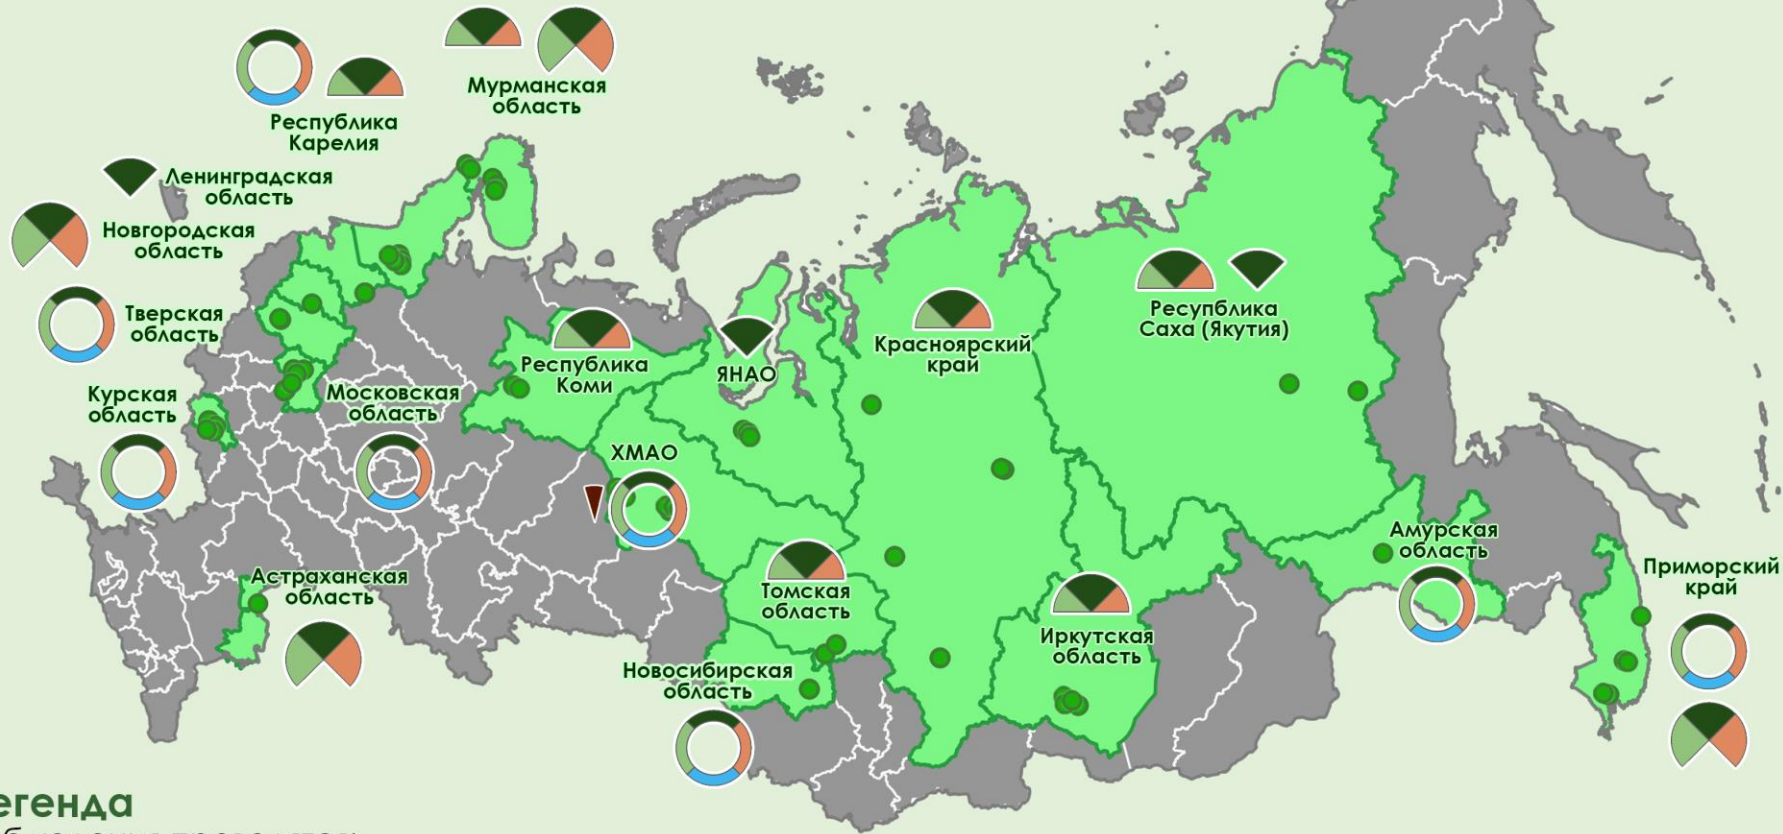 Мурманская
область
Республика
Карелия
Ленинградская
область
Новгородская
область
Тверская
область
Курская
область
Московская
область
Республика
Коми
ЯНАО
Красноярский
край
Ресупблика
Саха (Якутия)
ХМАО
Астраханская
область
Томская
область
Новосибирская
область
Иркутская
область
Амурская
область
Приморский
край
егенда